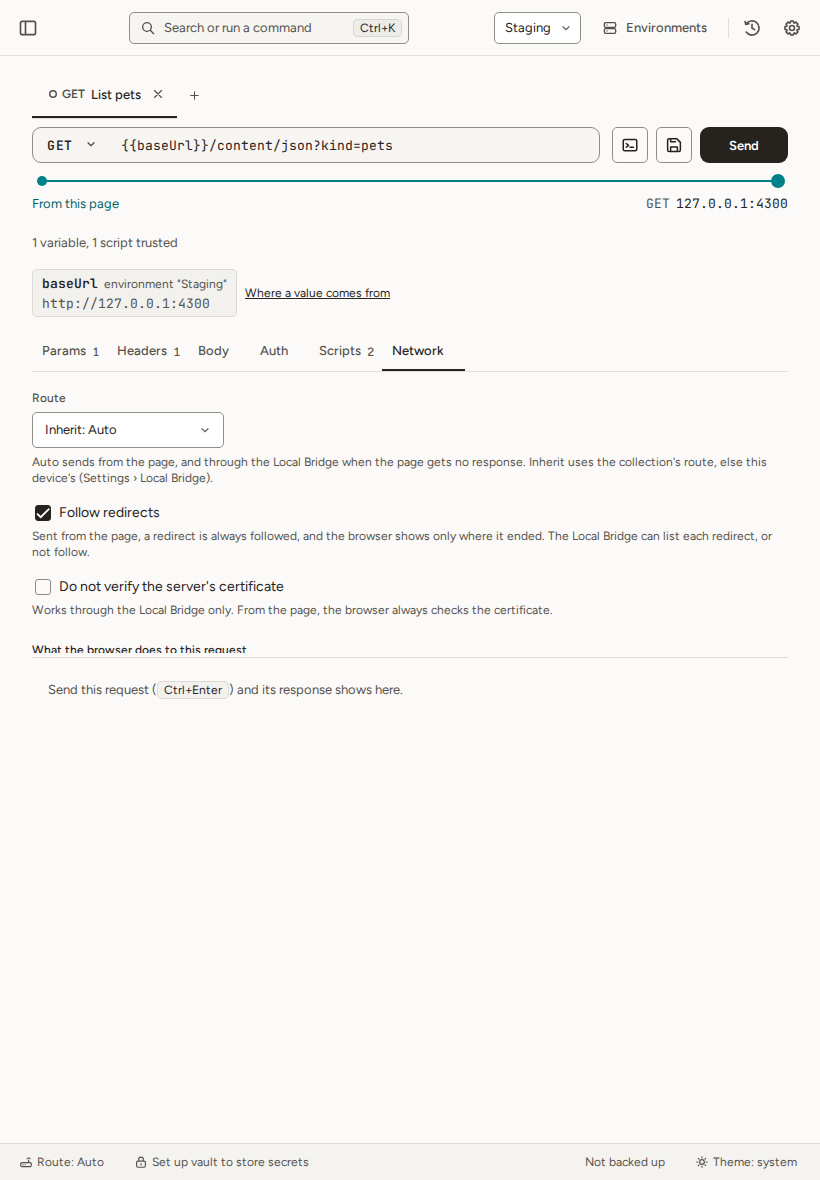 Search or run a command Ctrl+K Staging Environments
GET List pets
GET {{baseUrl}}/content/json?kind=pets Send
From this page GET 127.0.0.1:4300
1 variable, 1 script trusted
baseUrl environment "Staging"
http://127.0.0.1:4300
Where a value comes from
Params 1 Headers 1 Body Auth Scripts 2 Network
Route
Inherit: Auto
Auto sends from the page, and through the Local Bridge when the page gets no response. Inherit uses the collection's route, else this
device's (Settings › Local Bridge).
Follow redirects
Sent from the page, a redirect is always followed, and the browser shows only where it ended. The Local Bridge can list each redirect, or
not follow.
Do not verify the server's certificate
Works through the Local Bridge only. From the page, the browser always checks the certificate.
What the browser does to this request
Send this request (Ctrl+Enter) and its response shows here.
Route: Auto Set up vault to store secrets Not backed up Theme: system